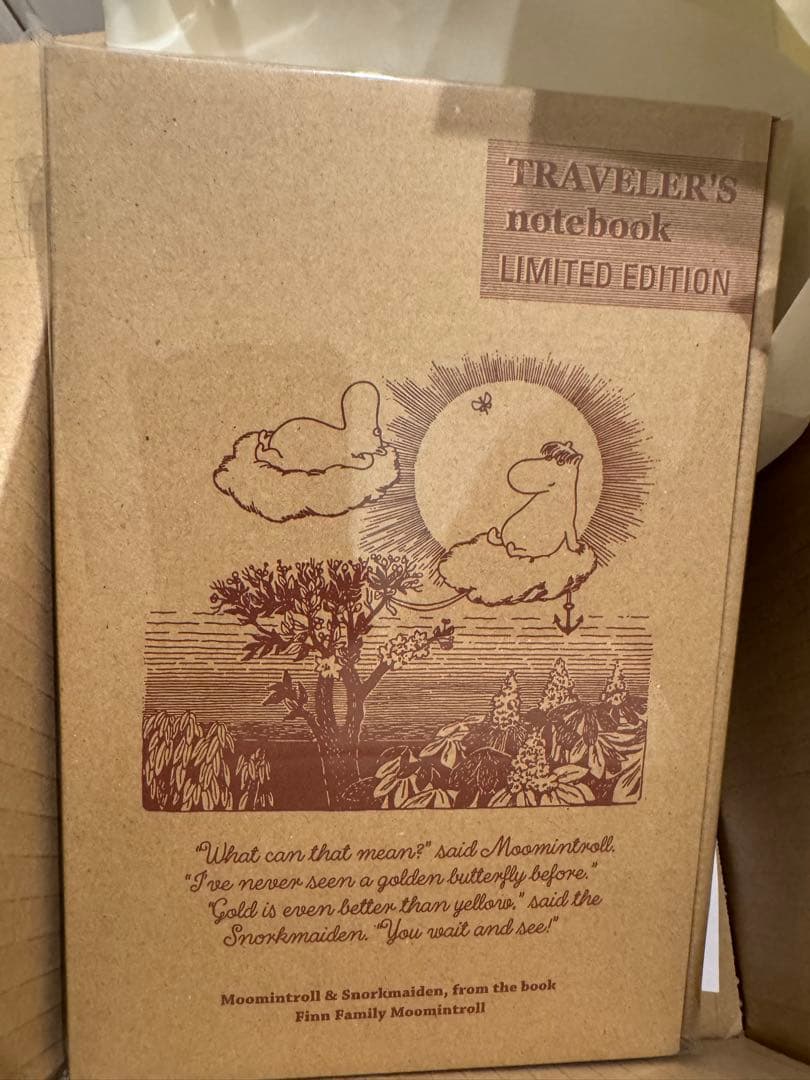 TRAVELER'S
notebook
LIMITED EDITION
"What can that mean?" said Moomintroll.
"I've never seen a golden butterfly before."
"Gold is even better than yellow," said the
Snorkmaiden. "You wait and see!"
Moomintroll & Snorkmaiden, from the book
Finn Family Moomintroll